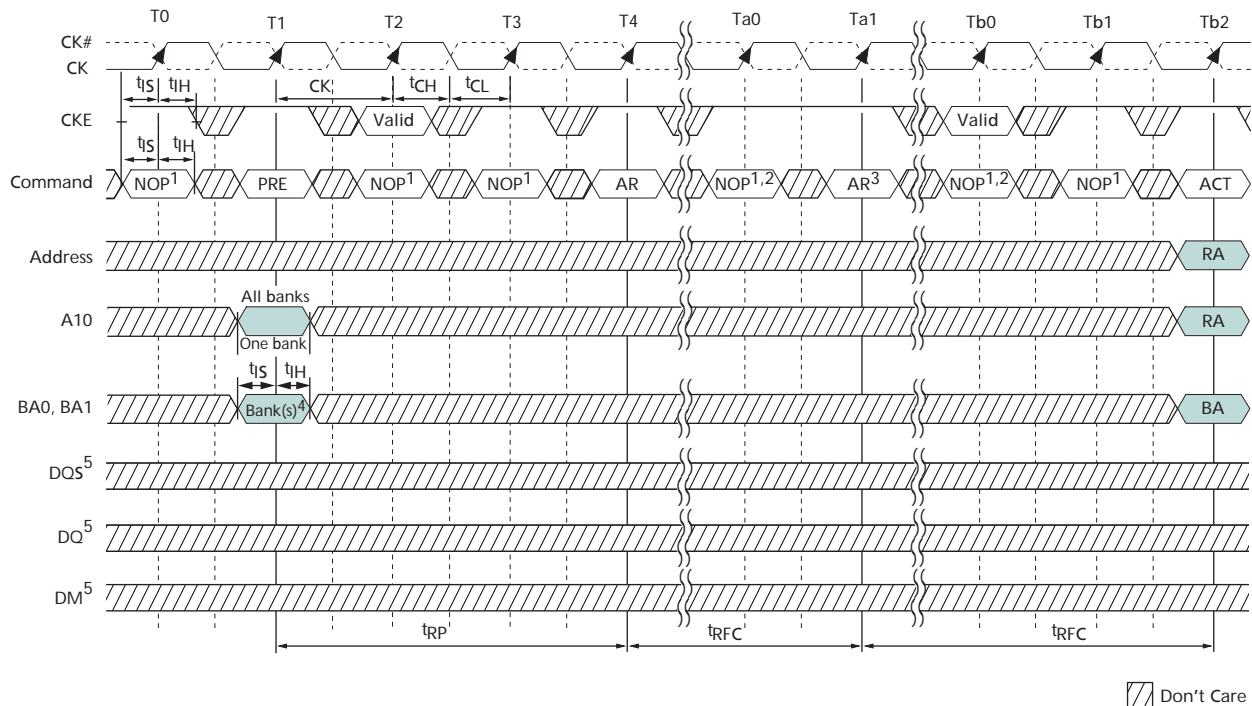 T0 T1 T2 T3 T4 Ta0 Ta1 Tb0 Tb1 Tb2
CK#
CK
tIS tIH CK tCH tCL
CKE Valid Valid
tIS tIH
Command NOP1 PRE NOP1 NOP1 AR NOP1,2 AR3 NOP1,2 NOP1 ACT
Address RA
All banks
A10 RA
One bank
tIS tIH
BA0, BA1 Bank(s)4 BA
DQS5
DQ5
DM5
tRP tRFC tRFC
Don't Care